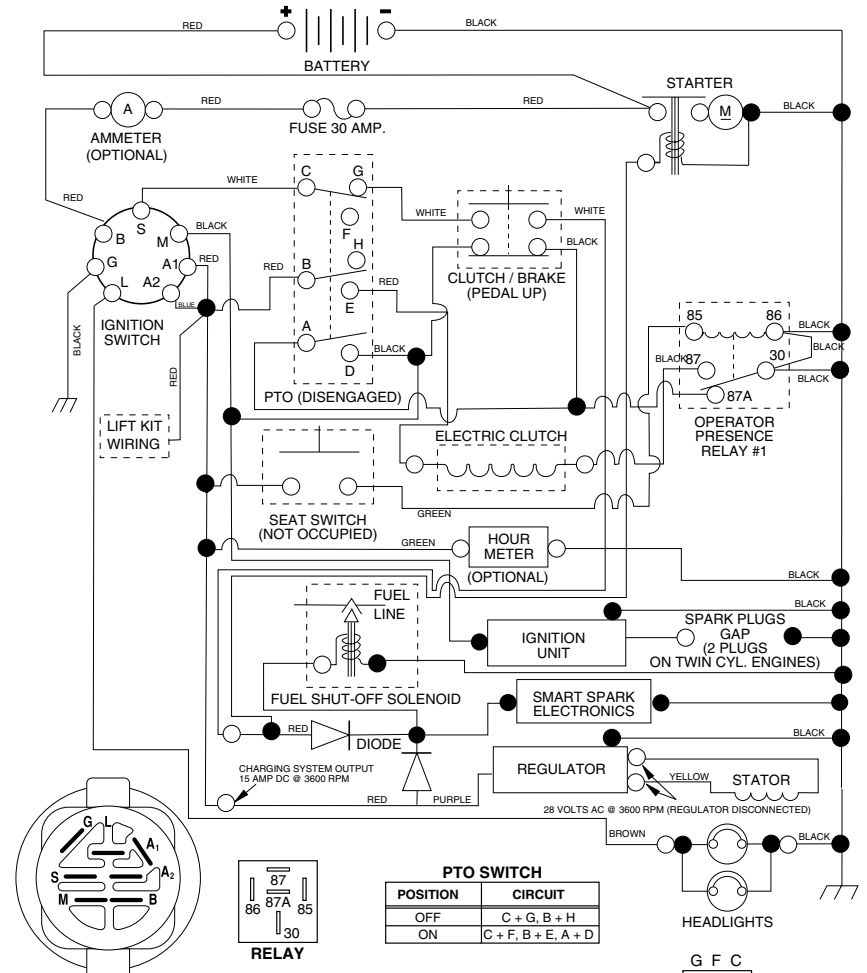 +
-
RED
BLACK
BATTERY
STARTER
A
RED
RED
M
BLACK
AMMETER
(OPTIONAL)
FUSE 30 AMP.
WHITE
C
G
RED
S
B
M
BLACK
F
H
WHITE
WHITE
BLACK
G
A1
RED
L
A2
BLUE
B
RED
RED
E
CLUTCH / BRAKE
(PEDAL UP)
IGNITION
SWITCH
BLACK
RED
A
BLACK
D
85
86
BLACK
BLACK
BLACK
87
30
BLACK
87A
PTO (DISENGAGED)
OPERATOR
PRESENCE
RELAY #1
LIFT KIT
WIRING
ELECTRIC CLUTCH
GREEN
SEAT SWITCH
(NOT OCCUPIED)
GREEN
HOUR
METER
(OPTIONAL)
BLACK
FUEL
LINE
BLACK
IGNITION
UNIT
SPARK PLUGS
GAP
(2 PLUGS
ON TWIN CYL. ENGINES)
FUEL SHUT-OFF SOLENOID
SMART SPARK
ELECTRONICS
RED
DIODE
BLACK
CHARGING SYSTEM OUTPUT
15 AMP DC @ 3600 RPM
REGULATOR
YELLOW
STATOR
RED
PURPLE
28 VOLTS AC @ 3600 RPM (REGULATOR DISCONNECTED)
BROWN
BLACK
HEADLIGHTS
G
L
A1
S
A2
M
B
87
87A
86
85
30
RELAY
PTO SWITCH
POSITION CIRCUIT
OFF C + G, B + H
ON C + F, B + E, A + D
G F C